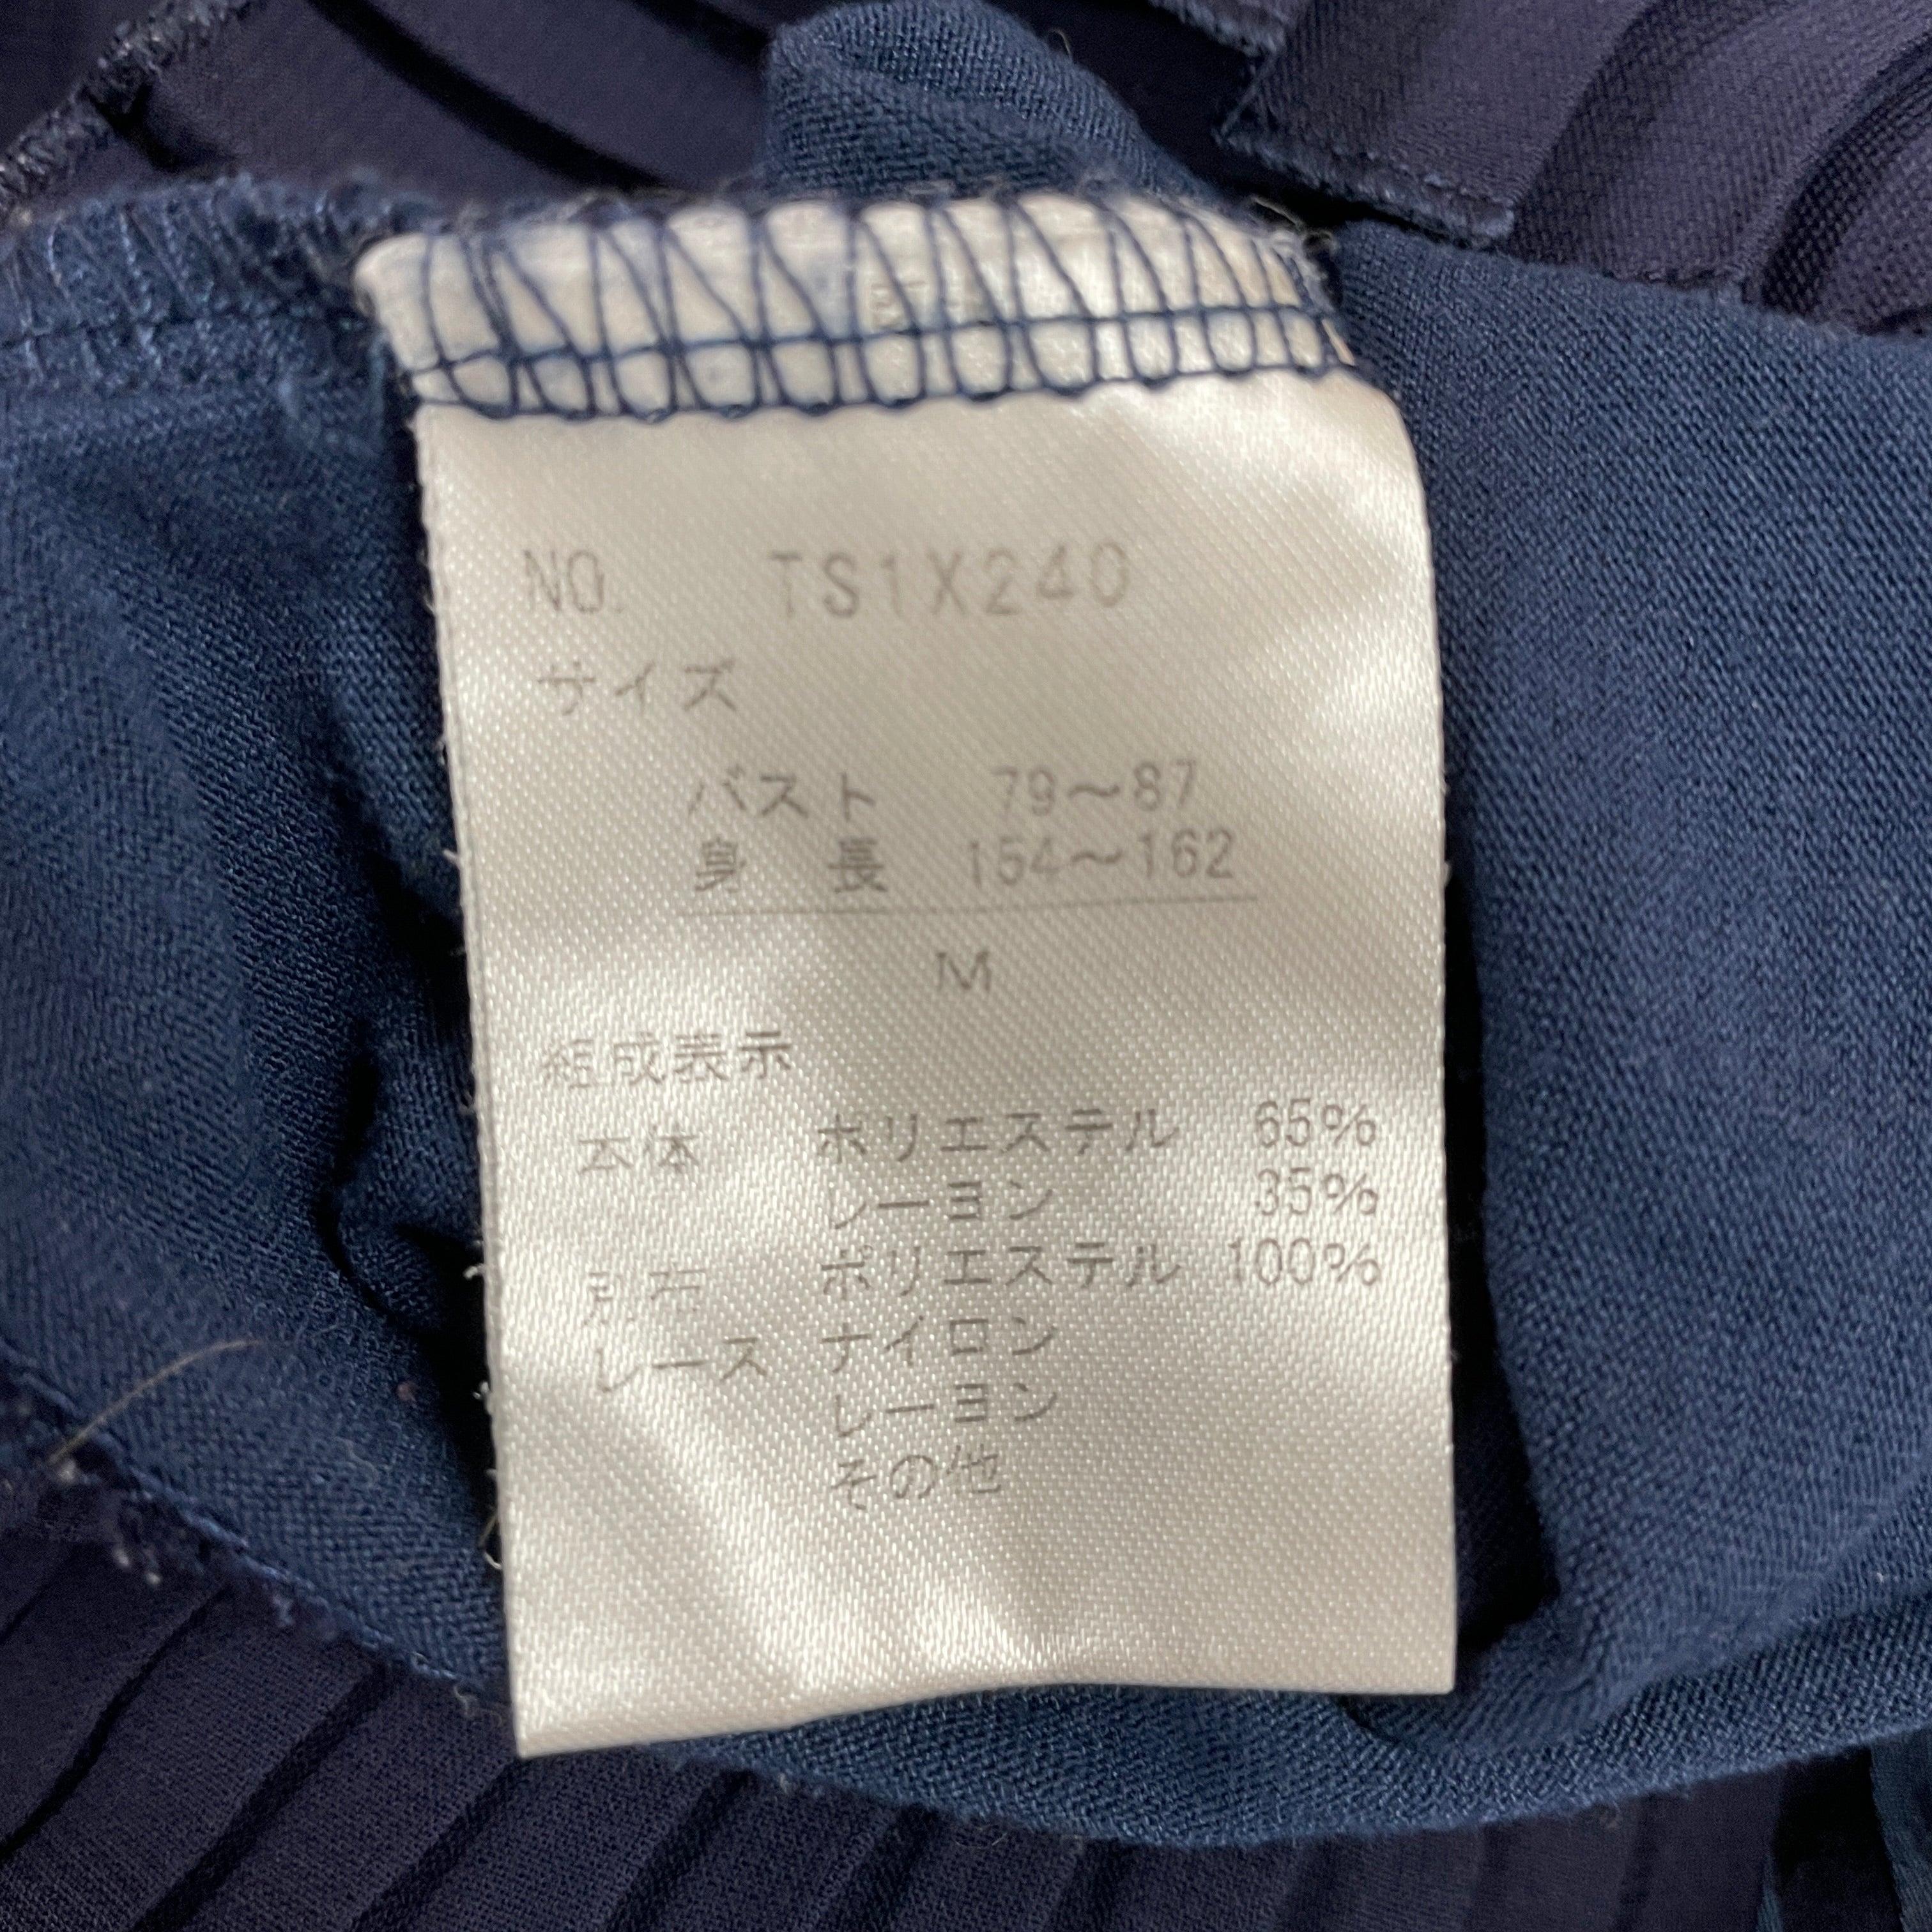 NO. TS1X240
サイズ
バスト 79～87
身 長 154～162
M
組成表示
本体 ポリエステル 65%
レーヨン 35%
別布 ポリエステル 100%
レース ナイロン
レーヨン
その他